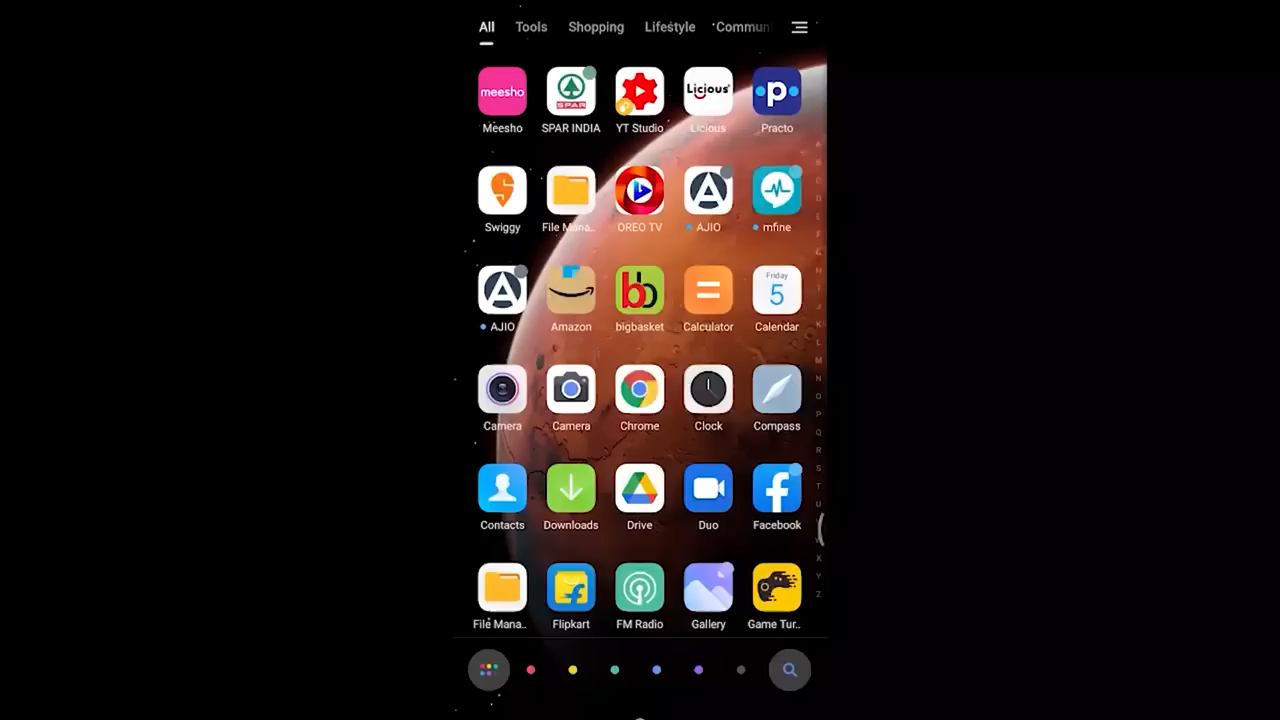 All Tools Shopping Lifestyle Commun
meesho SPAR Licious p
Meesho SPAR INDIA YT Studio Licious Practo
Swiggy File Mana.. OREO TV AJIO mfine
Friday
5
AJIO Amazon bigbasket Calculator Calendar
Camera Camera Chrome Clock Compass
Contacts Downloads Drive Duo Facebook
File Mana.. Flipkart FM Radio Gallery Game Tur..